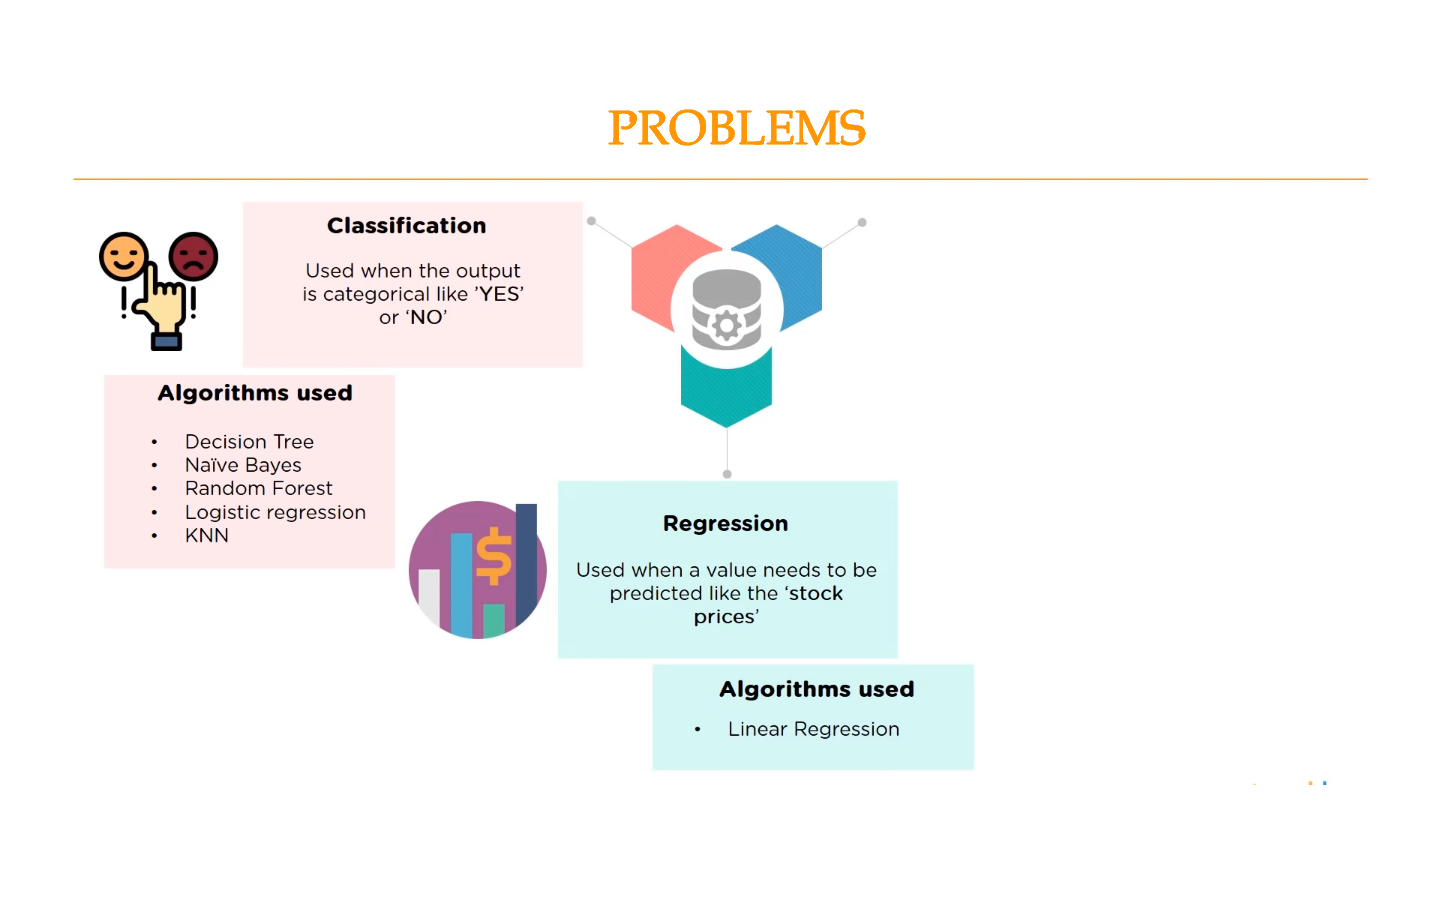 PROBLEMS
Classification
Used when the output
is categorical like ’YES’
or ‘NO’
Algorithms used
• Decision Tree
• Naïve Bayes
• Random Forest
• Logistic regression
• KNN
$
Regression
Used when a value needs to be
predicted like the ‘stock
prices’
Algorithms used
• Linear Regression